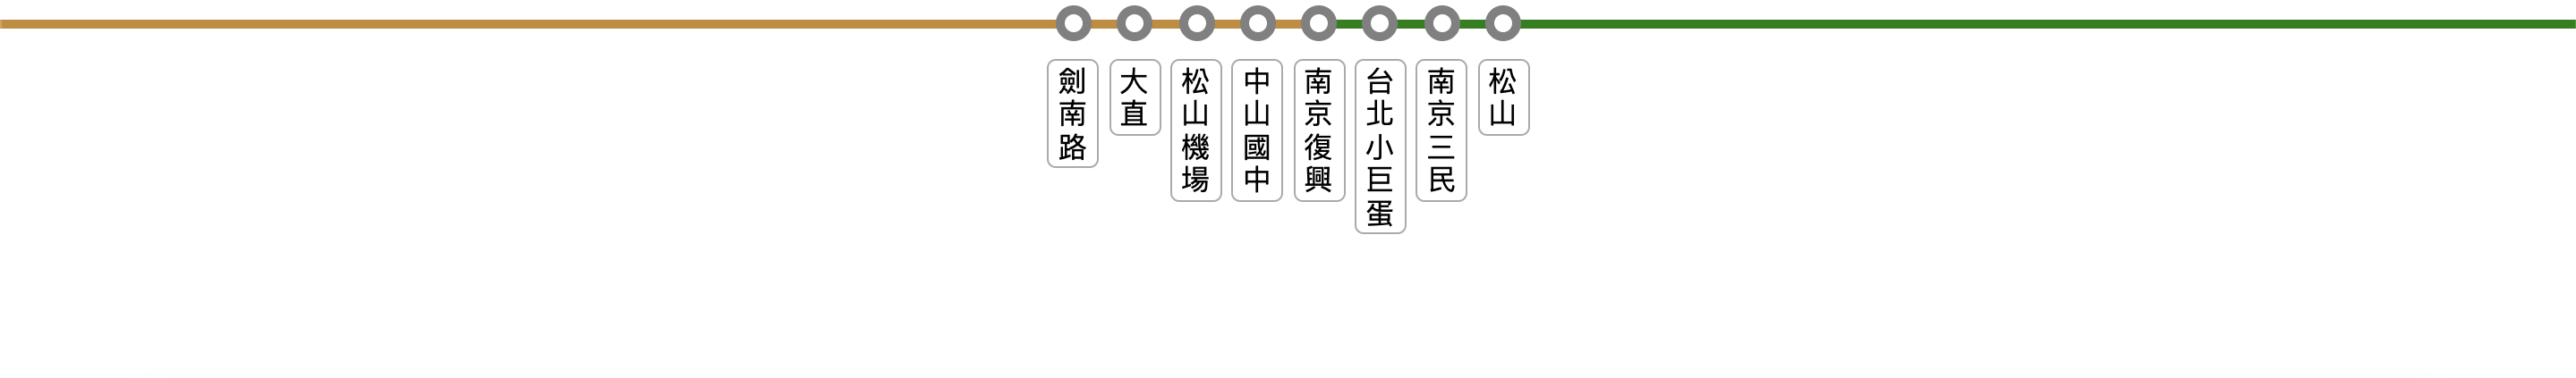 劍南路
大直
松山機場
中山國中
南京復興
台北小巨蛋
南京三民
松山